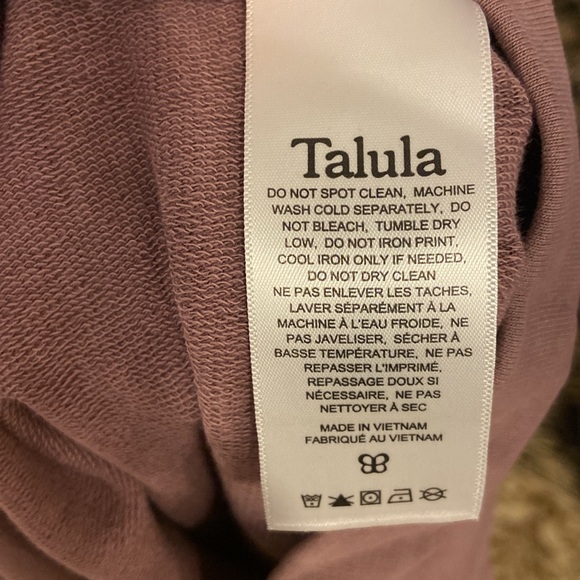 Talula
DO NOT SPOT CLEAN, MACHINE
WASH COLD SEPARATELY, DO
NOT BLEACH, TUMBLE DRY
LOW, DO NOT IRON PRINT,
COOL IRON ONLY IF NEEDED,
DO NOT DRY CLEAN
NE PAS ENLEVER LES TACHES,
LAVER SÉPARÉMENT À LA
MACHINE À L'EAU FROIDE, NE
PAS JAVELISER, SÉCHER À
BASSE TEMPÉRATURE, NE PAS
REPASSER L'IMPRIMÉ,
REPASSAGE DOUX SI
NÉCESSAIRE, NE PAS
NETTOYER À SEC
MADE IN VIETNAM
FABRIQUÉ AU VIETNAM